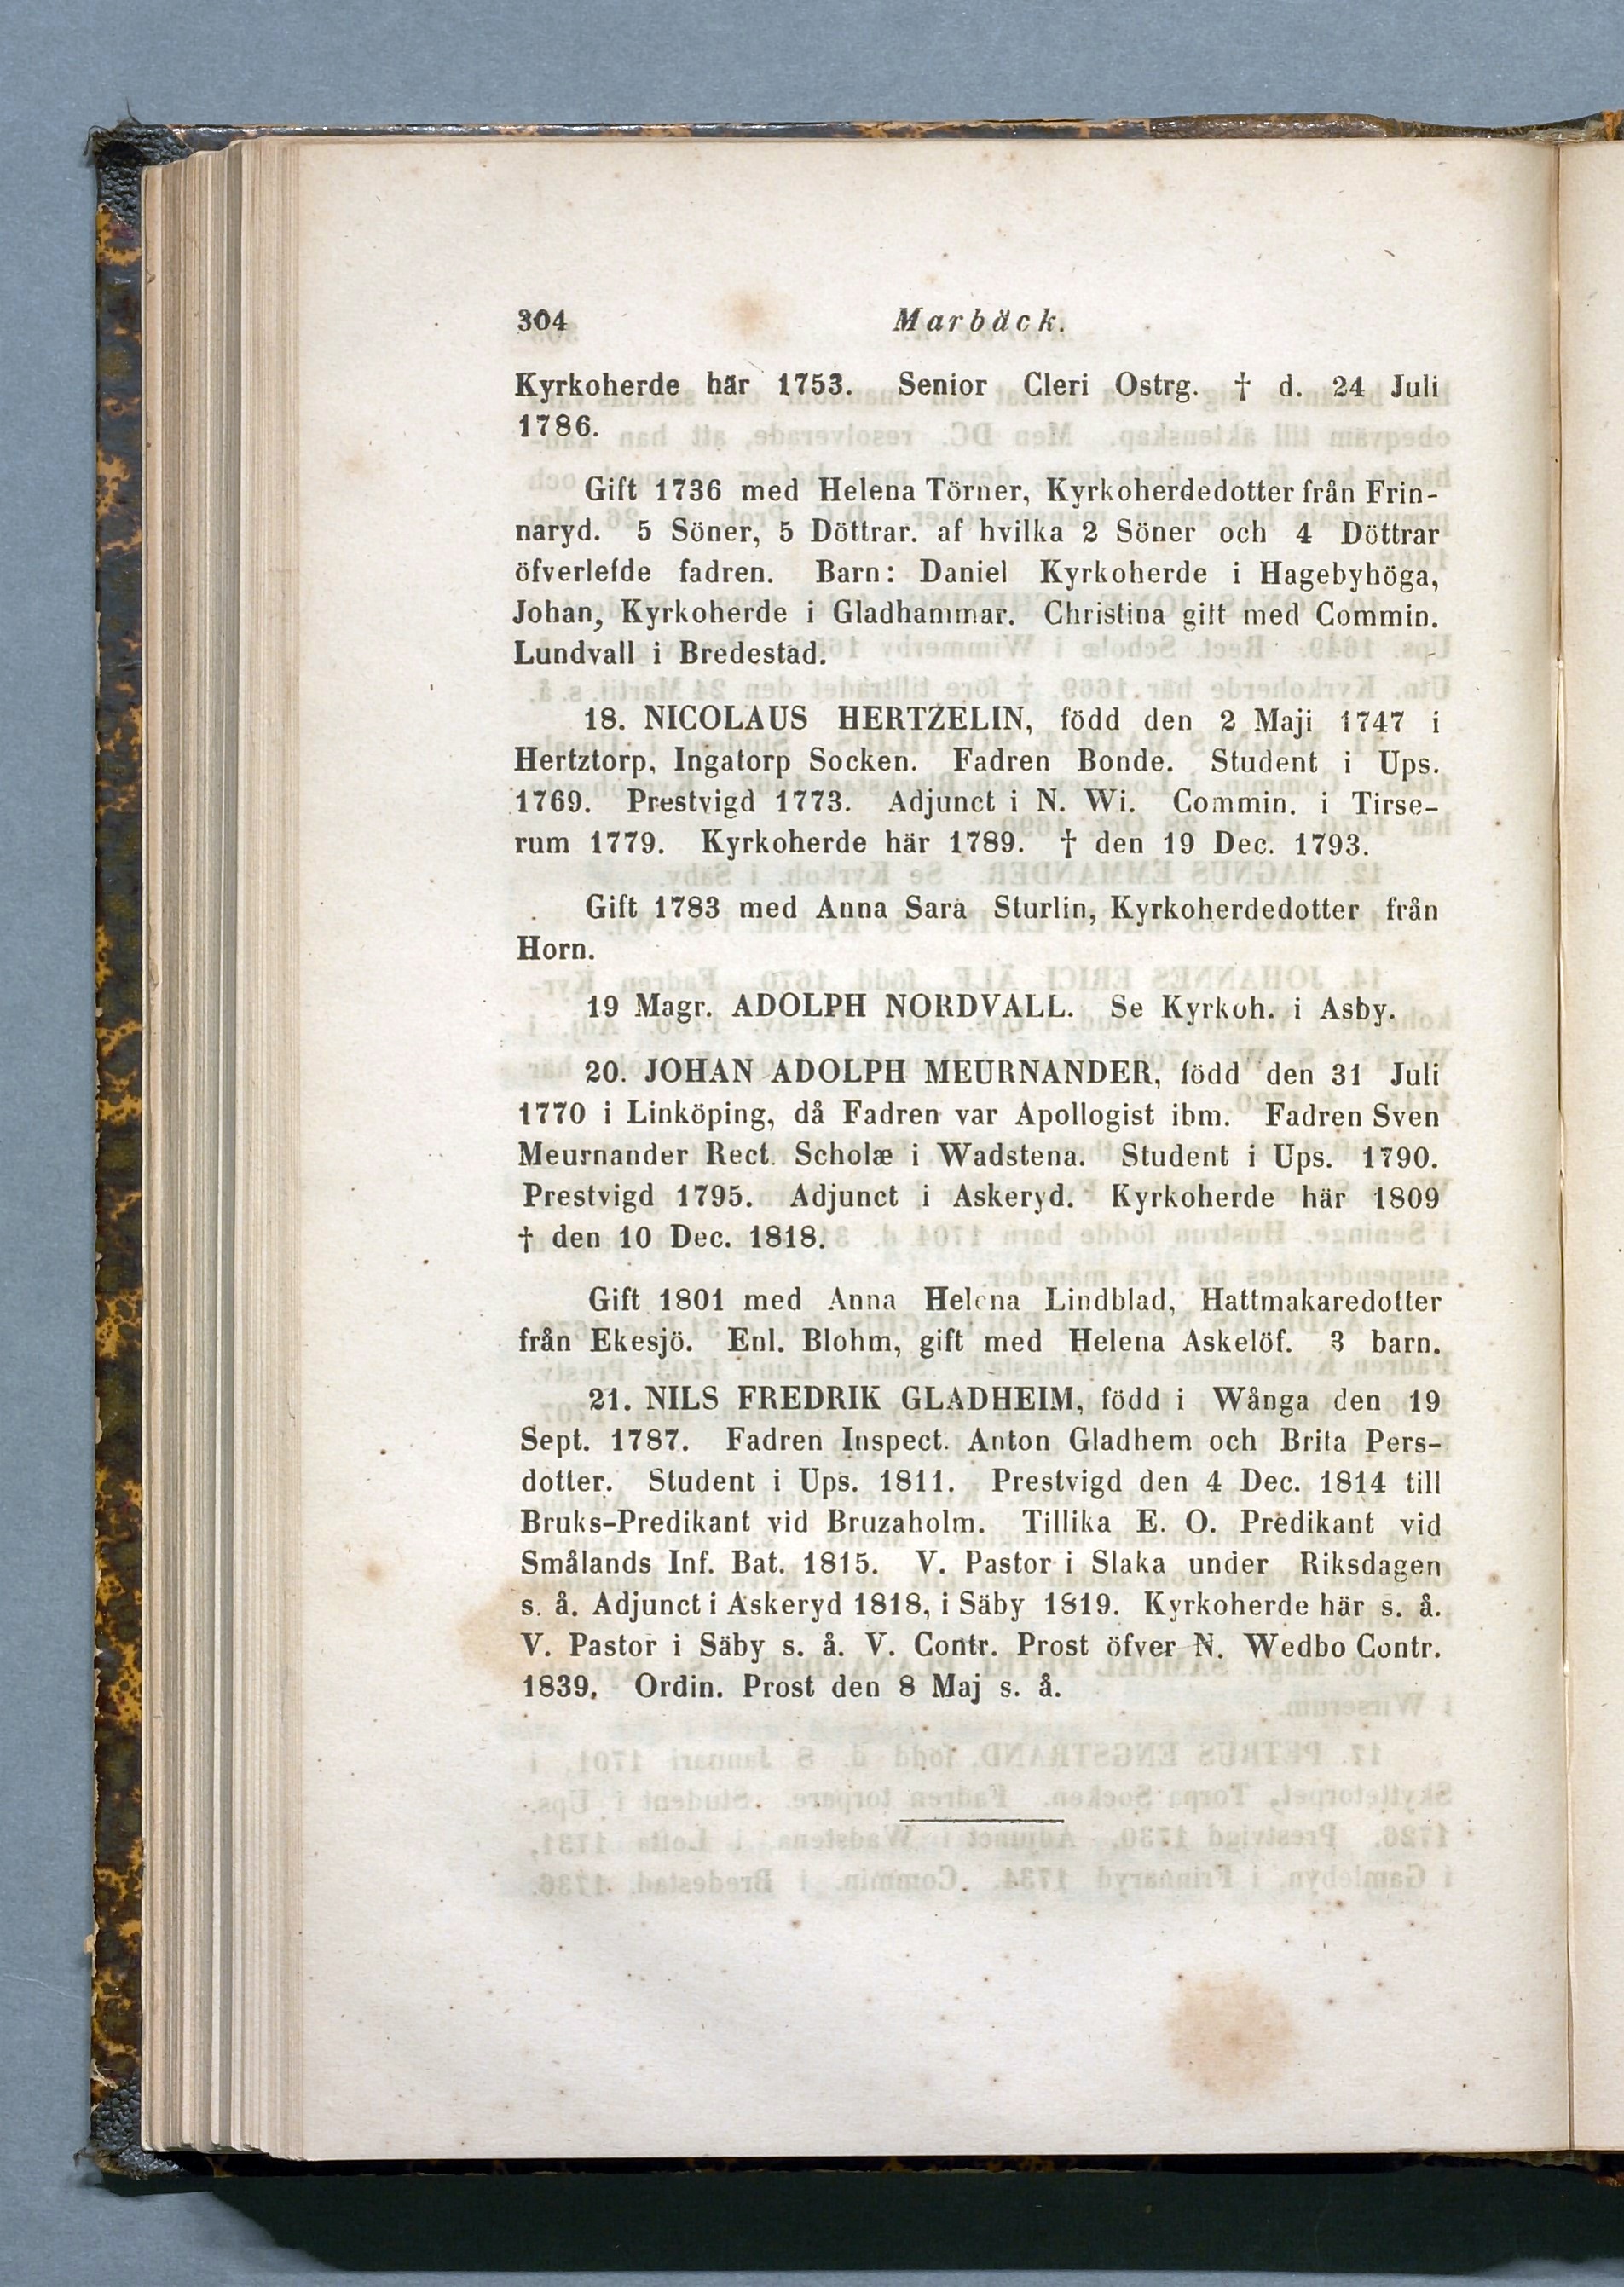 304 Marbäck.
Kyrkoherde här 1753. Senior Cleri Ostrg. † d. 24 Juli
1786.
Gift 1736 med Helena Törner, Kyrkoherdedotter från Frin-
naryd. 5 Söner, 5 Döttrar. af hvilka 2 Söner och 4 Döttrar
öfverlefde fadren. Barn: Daniel Kyrkoherde i Hagebyhöga,
Johan, Kyrkoherde i Gladhammar. Christina gift med Commin.
Lundvall i Bredestad.
18. NICOLAUS HERTZELIN, född den 2 Maji 1747 i
Hertztorp, Ingatorp Socken. Fadren Bonde. Student i Ups.
1769. Prestvigd 1773. Adjunct i N. Wi. Commin. i Tirse-
rum 1779. Kyrkoherde här 1789. † den 19 Dec. 1793.
Gift 1783 med Anna Sara Sturlin, Kyrkoherdedotter från
Horn.
19 Magr. ADOLPH NORDVALL. Se Kyrkoh. i Asby.
20. JOHAN ADOLPH MEURNANDER, född den 31 Juli
1770 i Linköping, då Fadren var Apollogist ibm. Fadren Sven
Meurnander Rect. Scholæ i Wadstena. Student i Ups. 1790.
Prestvigd 1795. Adjunct i Askeryd. Kyrkoherde här 1809
† den 10 Dec. 1818.
Gift 1801 med Anna Helena Lindblad, Hattmakaredotter
från Ekesjö. Enl. Blohm, gift med Helena Askelöf. 3 barn.
21. NILS FREDRIK GLADHEIM, född i Wånga den 19
Sept. 1787. Fadren Inspect. Anton Gladhem och Brita Pers-
dotter. Student i Ups. 1811. Prestvigd den 4 Dec. 1814 till
Bruks-Predikant vid Bruzaholm. Tillika E. O. Predikant vid
Smålands Inf. Bat. 1815. V. Pastor i Slaka under Riksdagen
s. å. Adjunct i Askeryd 1818, i Säby 1819. Kyrkoherde här s. å.
V. Pastor i Säby s. å. V. Contr. Prost öfver N. Wedbo Contr.
1839. Ordin. Prost den 8 Maj s. å.